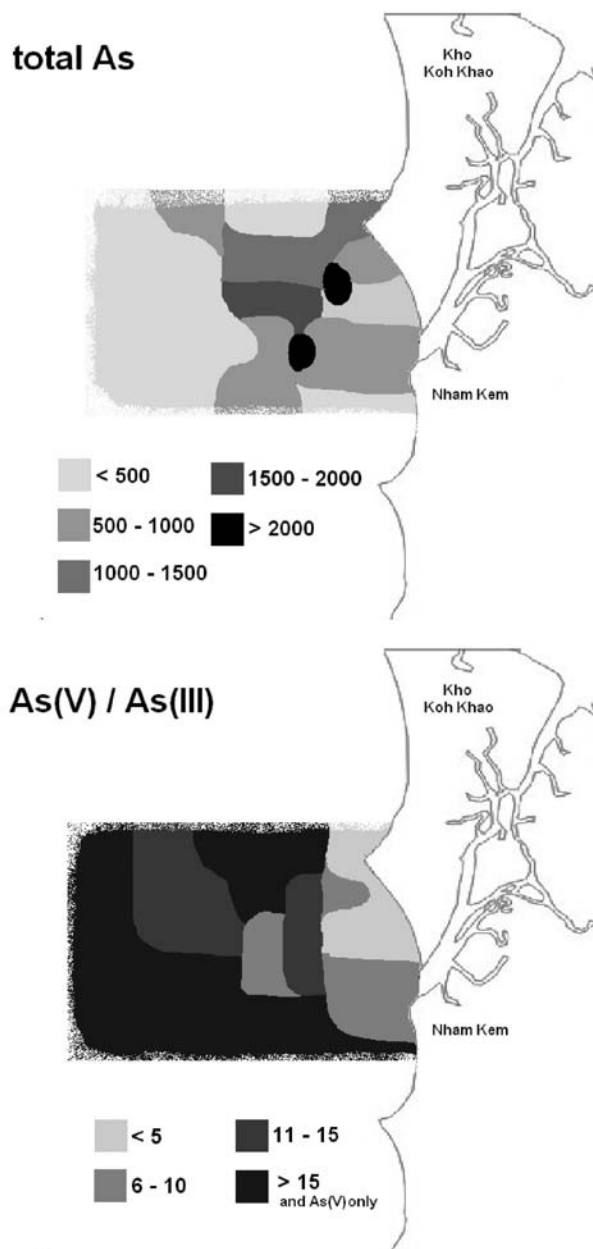 total As
Kho
Koh Khao
Nham Kem
< 500
1500 - 2000
500 - 1000
> 2000
1000 - 1500
As(V) / As(III)
Kho
Koh Khao
Nham Kem
< 5
11 - 15
6 - 10
> 15
and As(V) only